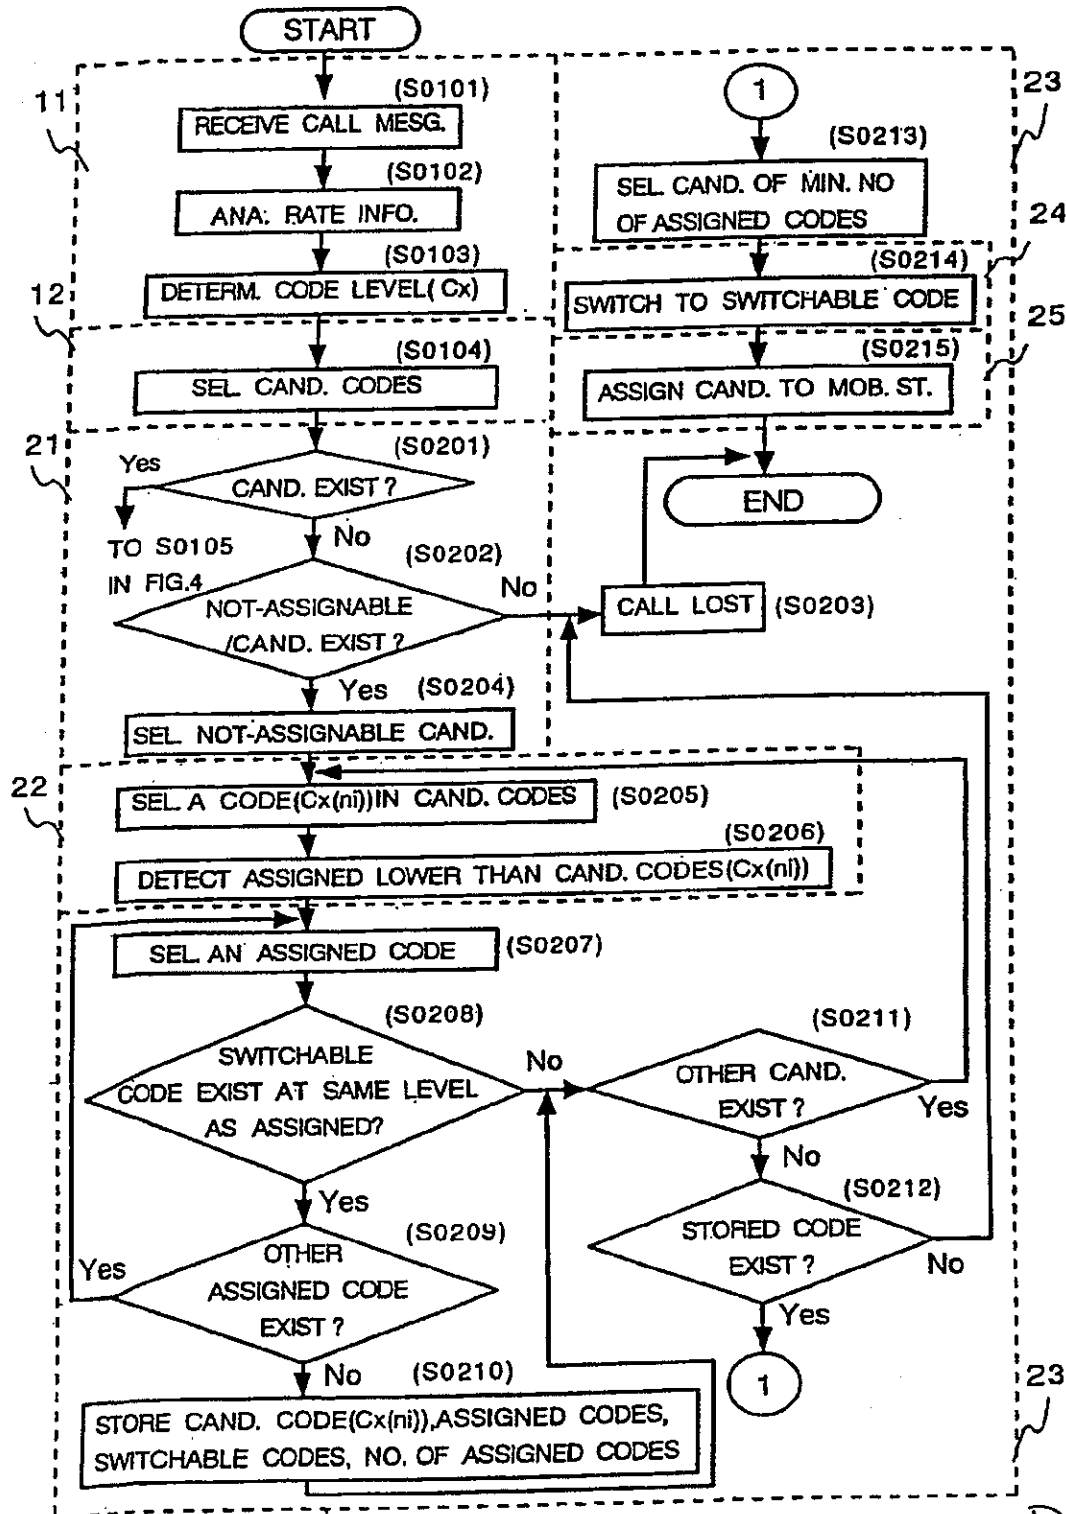 START
11
(S0101)
RECEIVE CALL MESG.
(S0102)
ANA. RATE INFO.
(S0103)
DETERM. CODE LEVEL(Cx)
12
(S0104)
SEL. CAND. CODES
21
(S0201)
CAND. EXIST?
Yes
TO S0105
IN FIG.4
No
(S0202)
NOT-ASSIGNABLE
/CAND. EXIST?
No
CALL LOST
(S0203)
Yes
(S0204)
SEL. NOT-ASSIGNABLE CAND.
22
SEL. A CODE(Cx(ni))IN CAND. CODES
(S0205)
(S0206)
DETECT ASSIGNED LOWER THAN CAND. CODES(Cx(ni))
SEL. AN ASSIGNED CODE
(S0207)
(S0208)
SWITCHABLE
CODE EXIST AT SAME LEVEL
AS ASSIGNED?
No
Yes
(S0209)
OTHER
ASSIGNED CODE
EXIST?
Yes
No
(S0210)
STORE CAND. CODE(Cx(ni)),ASSIGNED CODES,
SWITCHABLE CODES, NO. OF ASSIGNED CODES
(S0211)
OTHER CAND.
EXIST?
Yes
No
(S0212)
STORED CODE
EXIST?
No
Yes
1
23
1
23
(S0213)
SEL. CAND. OF MIN. NO
OF ASSIGNED CODES
24
(S0214)
SWITCH TO SWITCHABLE CODE
25
(S0215)
ASSIGN CAND. TO MOB. ST.
END